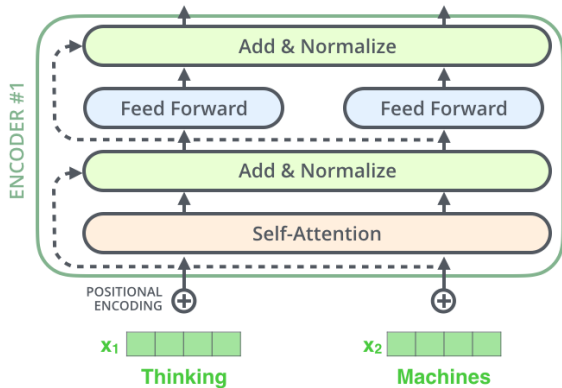 ENCODER #1
Add & Normalize
Feed Forward
Feed Forward
Add & Normalize
Self-Attention
POSITIONAL
ENCODING
x₁
x₂
Thinking
Machines